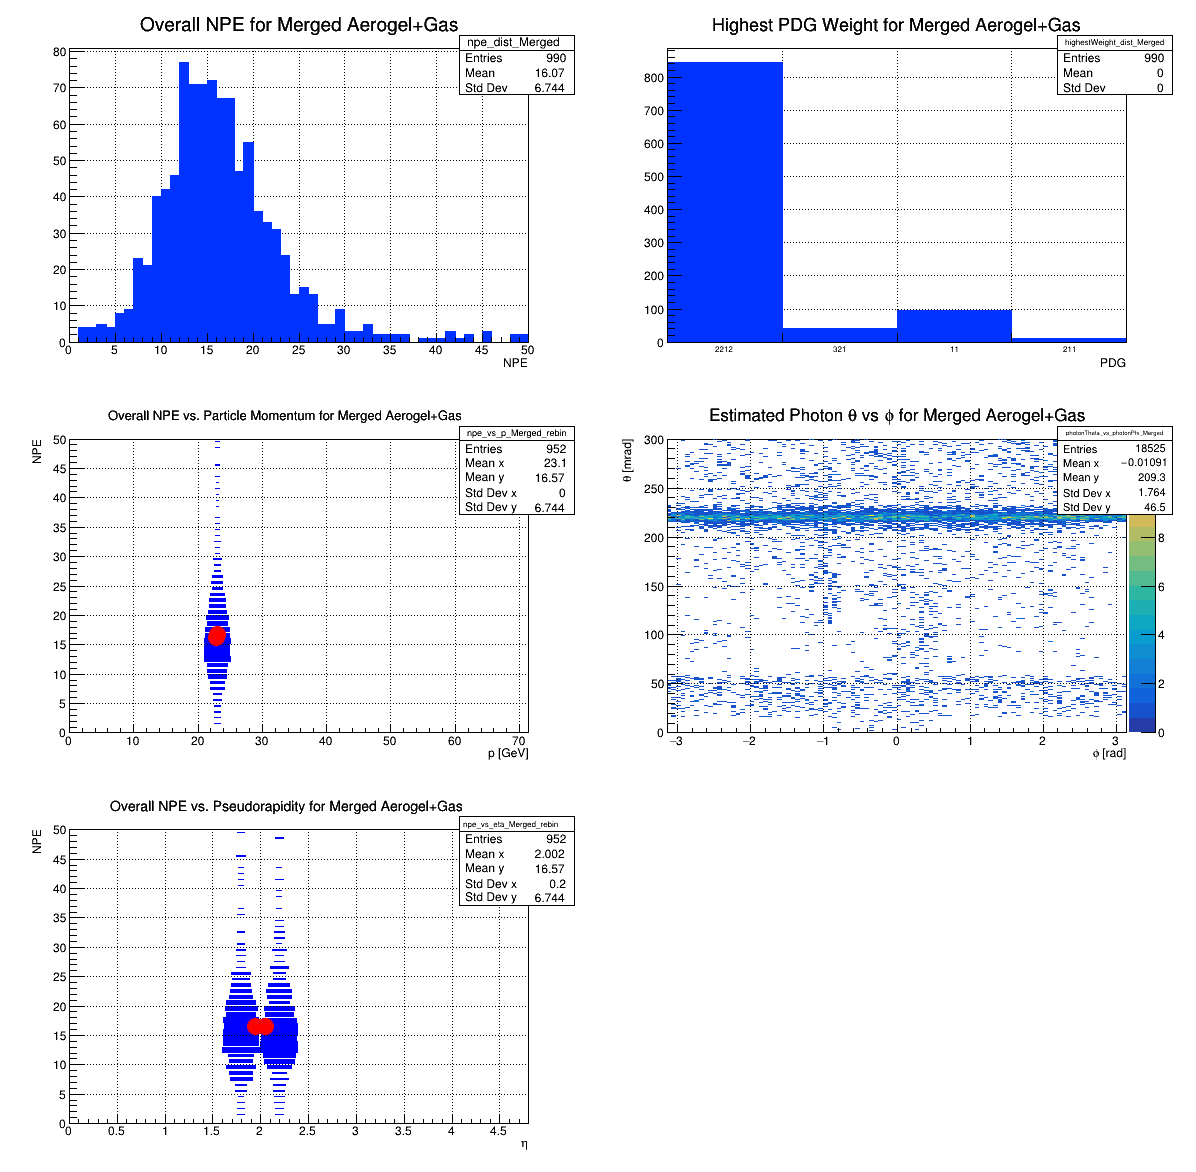 Overall NPE for Merged Aerogel+Gas
npe_dist_Merged
Entries 990
Mean 16.07
Std Dev 6.744
80
70
60
50
40
30
20
10
0
0 5 10 15 20 25 30 35 40 45 50
NPE
Highest PDG Weight for Merged Aerogel+Gas
highestWeight_dist_Merged
Entries 990
Mean 0
Std Dev 0
800
700
600
500
400
300
200
100
0
2212 321 11 211
PDG
Overall NPE vs. Particle Momentum for Merged Aerogel+Gas
npe_vs_p_Merged_rebin
Entries 952
Mean x 23.1
Mean y 16.57
Std Dev x 0
Std Dev y 6.744
NPE
50
45
40
35
30
25
20
15
10
5
0
0 10 20 30 40 50 60 70
p [GeV]
Estimated Photon θ vs ϕ for Merged Aerogel+Gas
photonTheta_vs_photonPhi_Merged
Entries 18525
Mean x −0.01091
Mean y 209.3
Std Dev x 1.764
Std Dev y 46.5
θ [mrad]
300
250
200
150
100
50
0
−3 −2 −1 0 1 2 3
ϕ [rad]
8
6
4
2
0
Overall NPE vs. Pseudorapidity for Merged Aerogel+Gas
npe_vs_eta_Merged_rebin
Entries 952
Mean x 2.002
Mean y 16.57
Std Dev x 0.2
Std Dev y 6.744
NPE
50
45
40
35
30
25
20
15
10
5
0
0 0.5 1 1.5 2 2.5 3 3.5 4 4.5
η